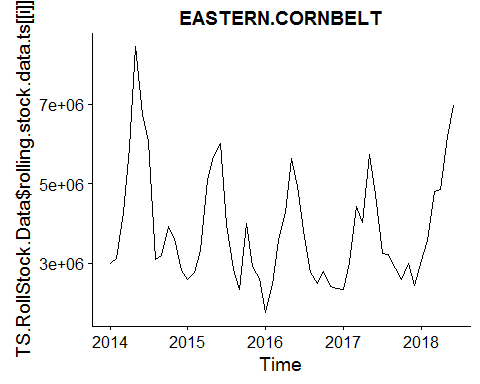 EASTERN.CORNBELT
TS.RollStock.Data$rolling.stock.data.ts[[i]]
7e+06
5e+06
3e+06
2014 2015 2016 2017 2018
Time